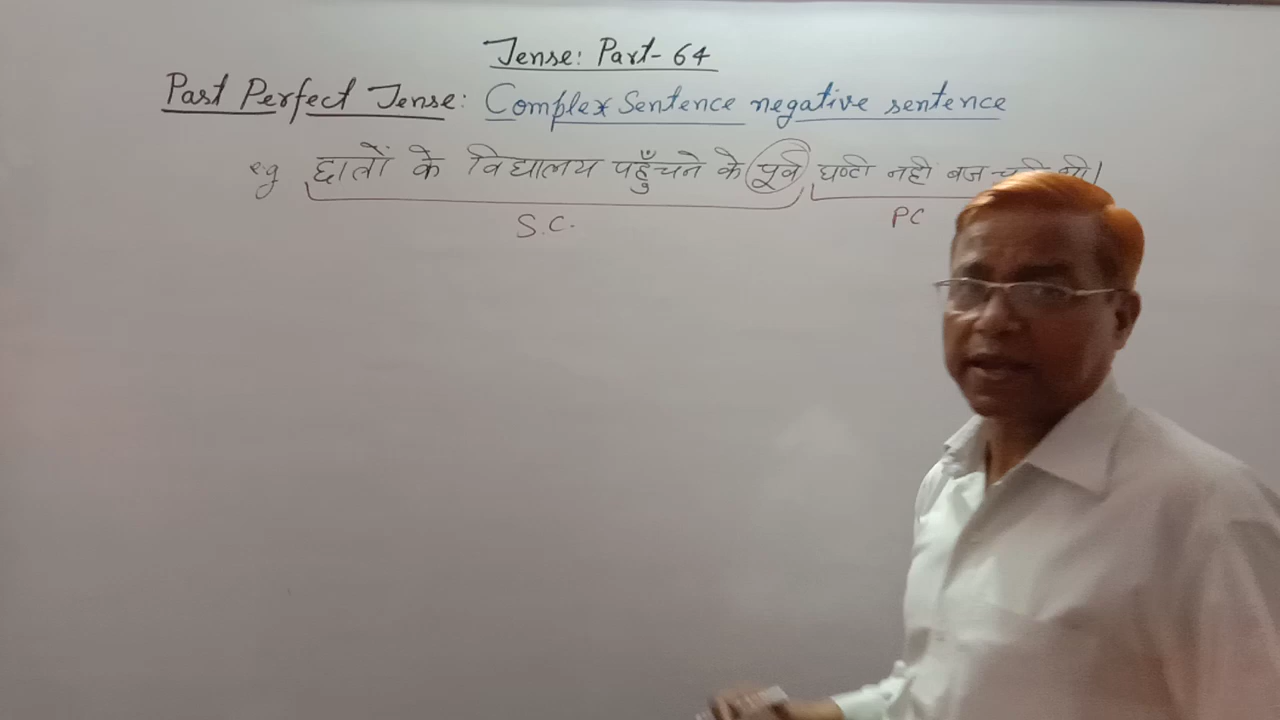 Tense: Part-64
Past Perfect Tense: Complex Sentence negative sentence
e.g छातों के विद्यालय पहुँचने के पूर्व घण्टी नही बज
S.C. PC